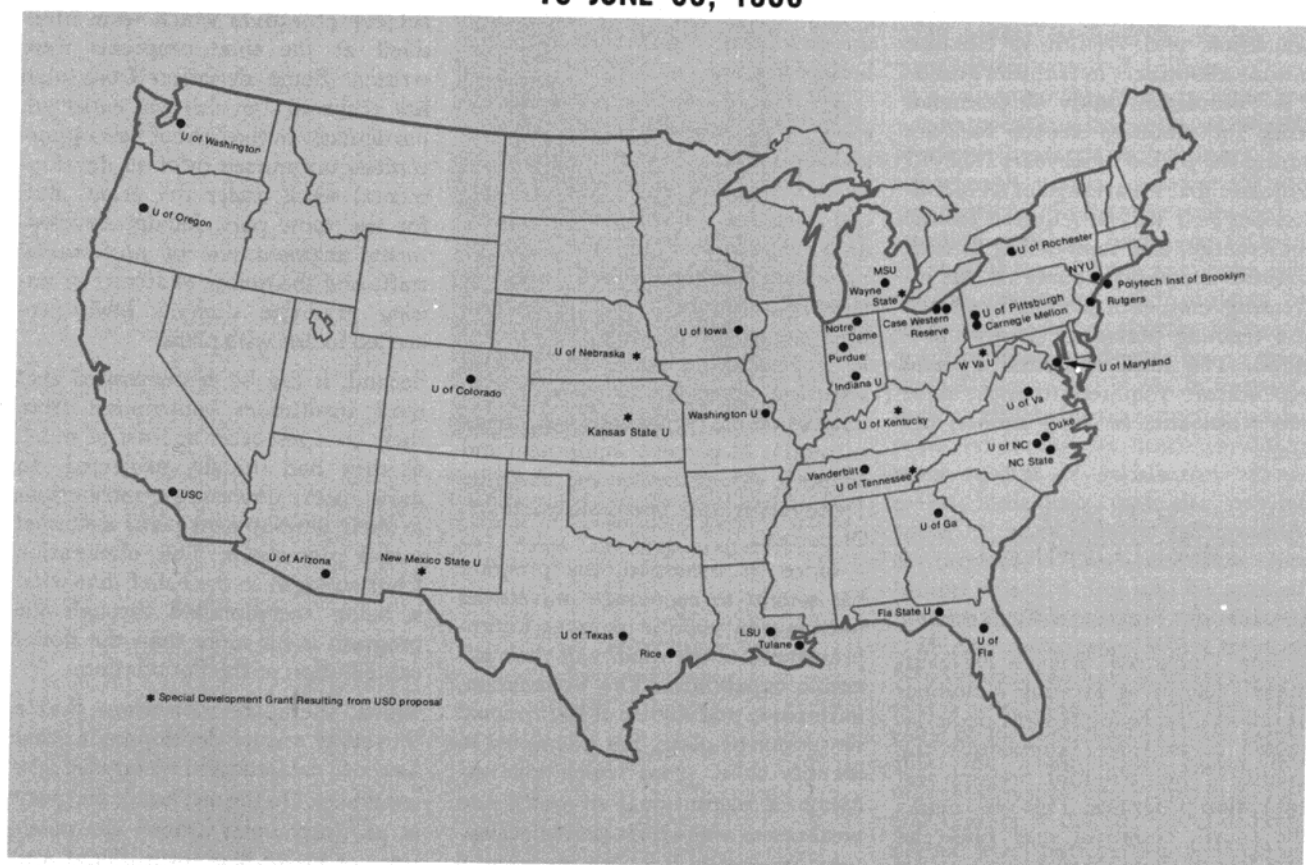 TO JUNE 30,
U of Washington
U of Oregon
U of Rochester
MSU
NYU
Wayne
State
Polytech Inst of Brooklyn
Rutgers
U of Iowa
Notre
Dame
Case Western
Reserve
U of Pittsburgh
Carnegie Mellon
U of Nebraska
Purdue
W Va U
U of Maryland
U of Colorado
Indiana U
U of Va
Kansas State U
Washington U
U of Kentucky
Duke
U of NC
NC State
Vanderbilt
U of Tennessee
USC
U of Ga
U of Arizona
New Mexico State U
Fla State U
U of Texas
LSU
Tulane
U of
Fla
Rice
* Special Development Grant Resulting from USD proposal